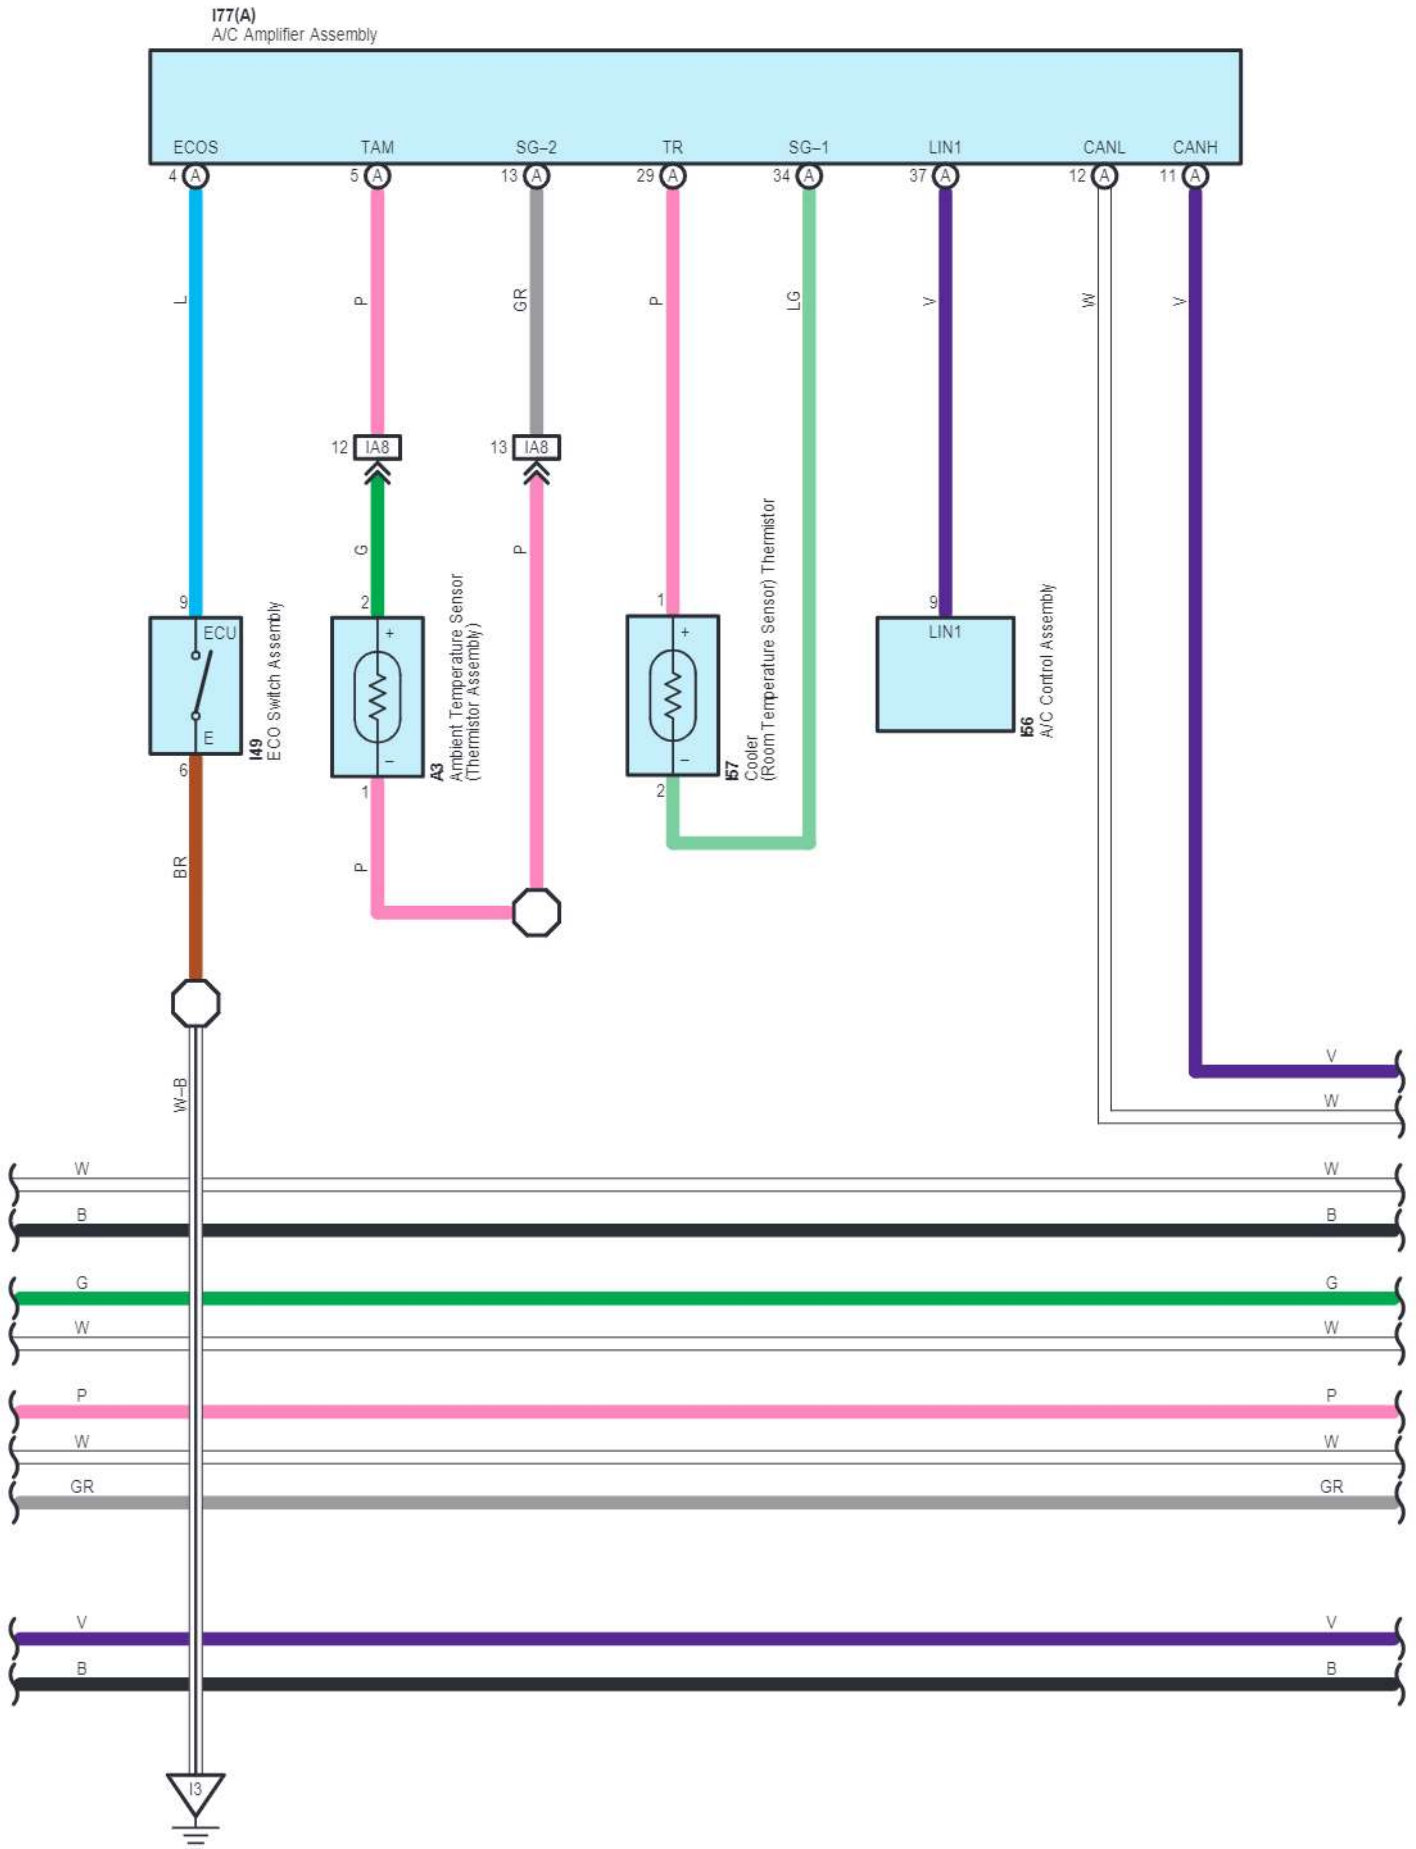 I77(A)
A/C Amplifier Assembly
ECOS TAM SG–2 TR SG–1 LIN1 CANL CANH
4 A 5 A 13 A 29 A 34 A 37 A 12 A 11 A
L P GR P LG V W V
12 IA8 13 IA8
G P
9 2 1 9
ECU + + LIN1
E – –
I49
ECO Switch Assembly
A3
Ambient Temperature Sensor
(Thermistor Assembly)
I57
Cooler
(Room Temperature Sensor) Thermistor
I56
A/C Control Assembly
6 1 2
BR P
V
W–B W
W W
B B
G G
W W
P P
W W
GR GR
V V
B B
I3